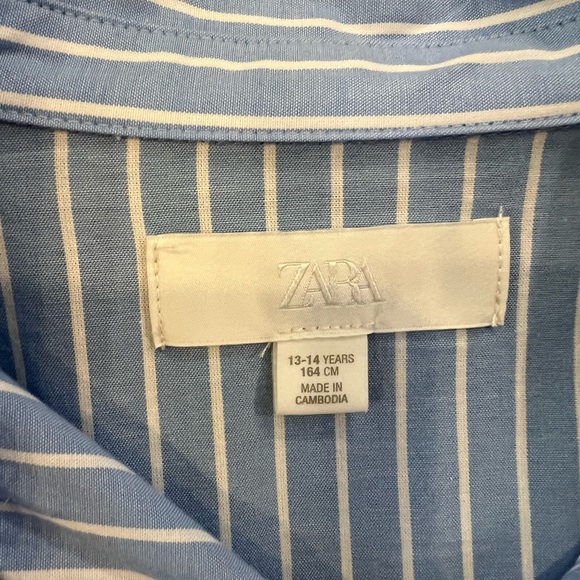 ZARA
13-14 YEARS
164 CM
MADE IN
CAMBODIA